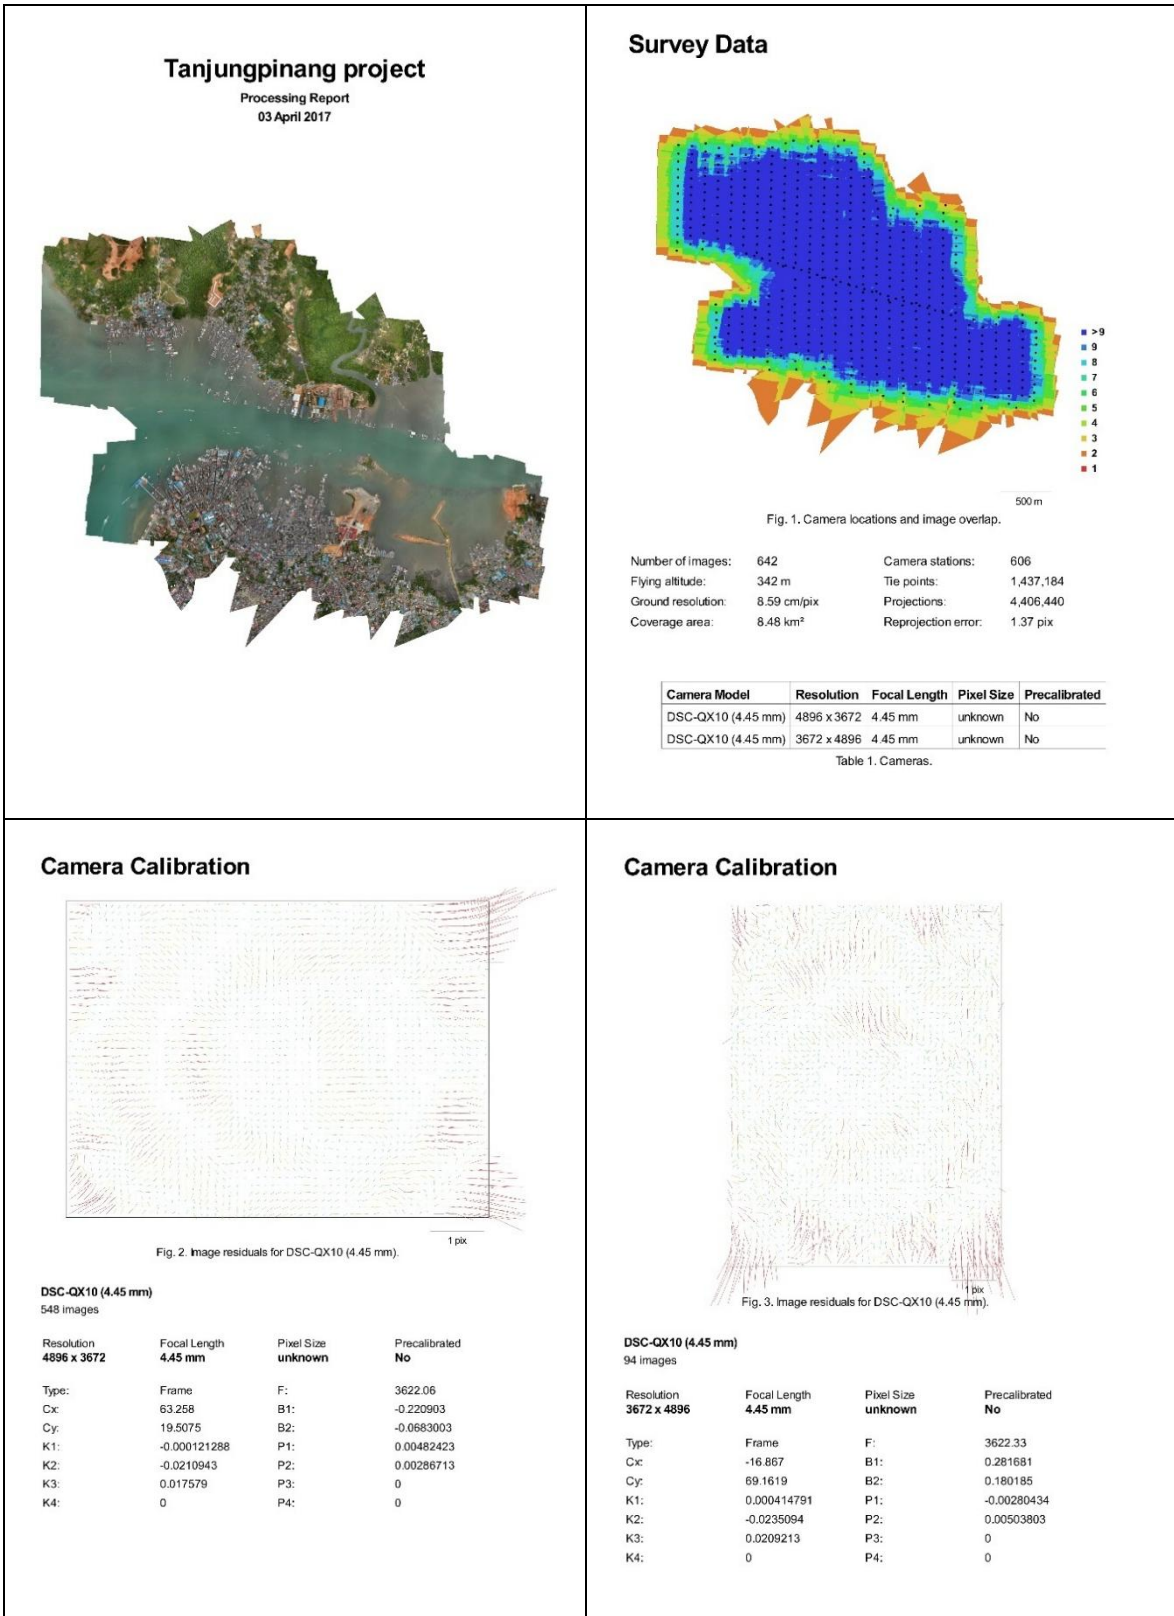 Tanjungpinang project
Processing Report
03 April 2017
Survey Data
>9
9
8
7
6
5
4
3
2
1
500 m
Fig. 1. Camera locations and image overlap.
Number of images: 642 Camera stations: 606
Flying altitude: 342 m Tie points: 1,437,184
Ground resolution: 8.59 cm/pix Projections: 4,406,440
Coverage area: 8.48 km² Reprojection error: 1.37 pix
Camera Model Resolution Focal Length Pixel Size Precalibrated
DSC-QX10 (4.45 mm) 4896 x 3672 4.45 mm unknown No
DSC-QX10 (4.45 mm) 3672 x 4896 4.45 mm unknown No
Table 1. Cameras.
Camera Calibration
1 pix
Fig. 2. Image residuals for DSC-QX10 (4.45 mm).
DSC-QX10 (4.45 mm)
548 images
Resolution Focal Length Pixel Size Precalibrated
4896 x 3672 4.45 mm unknown No
Type: Frame F: 3622.06
Cx: 63.258 B1: -0.220903
Cy: 19.5075 B2: -0.0683003
K1: -0.000121288 P1: 0.00482423
K2: -0.0210943 P2: 0.00286713
K3: 0.017579 P3: 0
K4: 0 P4: 0
Camera Calibration
1 pix
Fig. 3. Image residuals for DSC-QX10 (4.45 mm).
DSC-QX10 (4.45 mm)
94 images
Resolution Focal Length Pixel Size Precalibrated
3672 x 4896 4.45 mm unknown No
Type: Frame F: 3622.33
Cx: -16.867 B1: 0.281681
Cy: 69.1619 B2: 0.180185
K1: 0.000414791 P1: -0.00280434
K2: -0.0235094 P2: 0.00503803
K3: 0.0209213 P3: 0
K4: 0 P4: 0